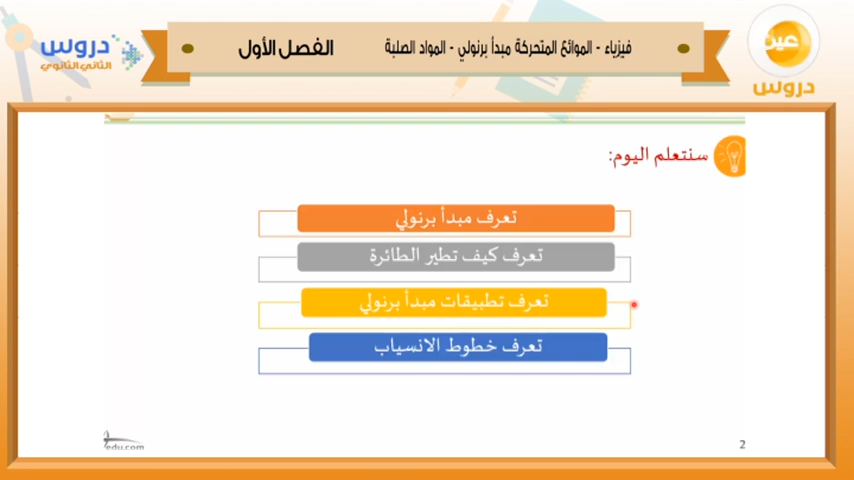 عين
دروس
فيزياء - الموائع المتحركة مبدأ برنولي - المواد الصلبة
الفصل الأول
دروس
الثاني الثانوي
سنتعلم اليوم:
تعرف مبدأ برنولي
تعرف كيف تطير الطائرة
تعرف تطبيقات مبدأ برنولي
تعرف خطوط الانسياب
edu.com
2